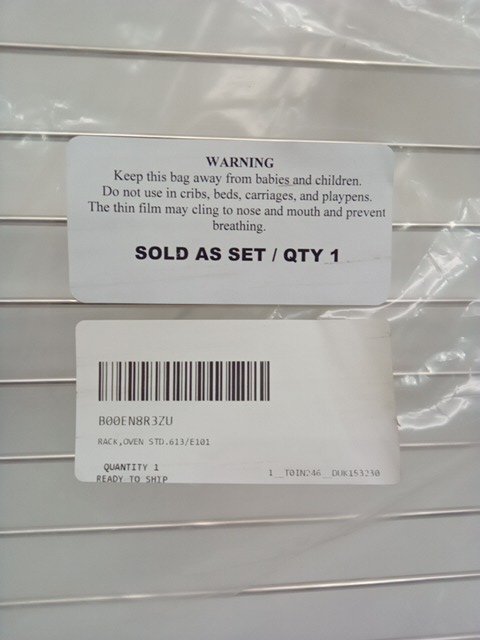 WARNING
Keep this bag away from babies and children.
Do not use in cribs, beds, carriages, and playpens.
The thin film may cling to nose and mouth and prevent
breathing.
SOLD AS SET / QTY 1
B00EN8R3ZU
RACK,OVEN STD.613/E101
QUANTITY 1
READY TO SHIP
1__TOIN246__DUK153230